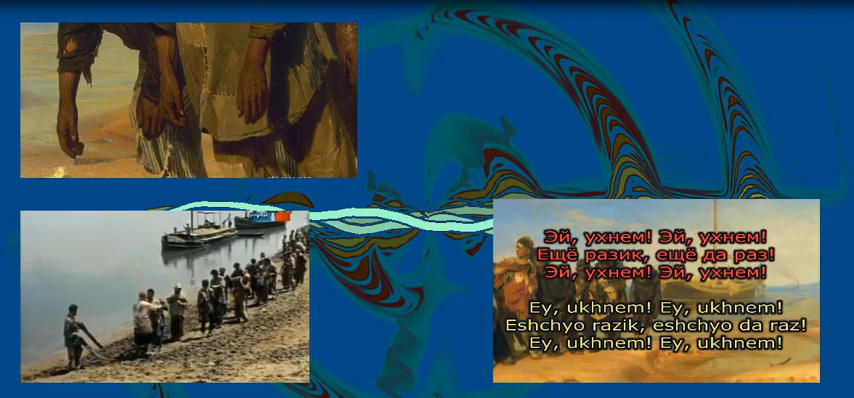 Эй, ухнем! Эй, ухнем!
Ещё разик, ещё да раз!
Эй, ухнем! Эй, ухнем!
Ey, ukhnem! Ey, ukhnem!
Eshchyo razik, eshchyo da raz!
Ey, ukhnem! Ey, ukhnem!